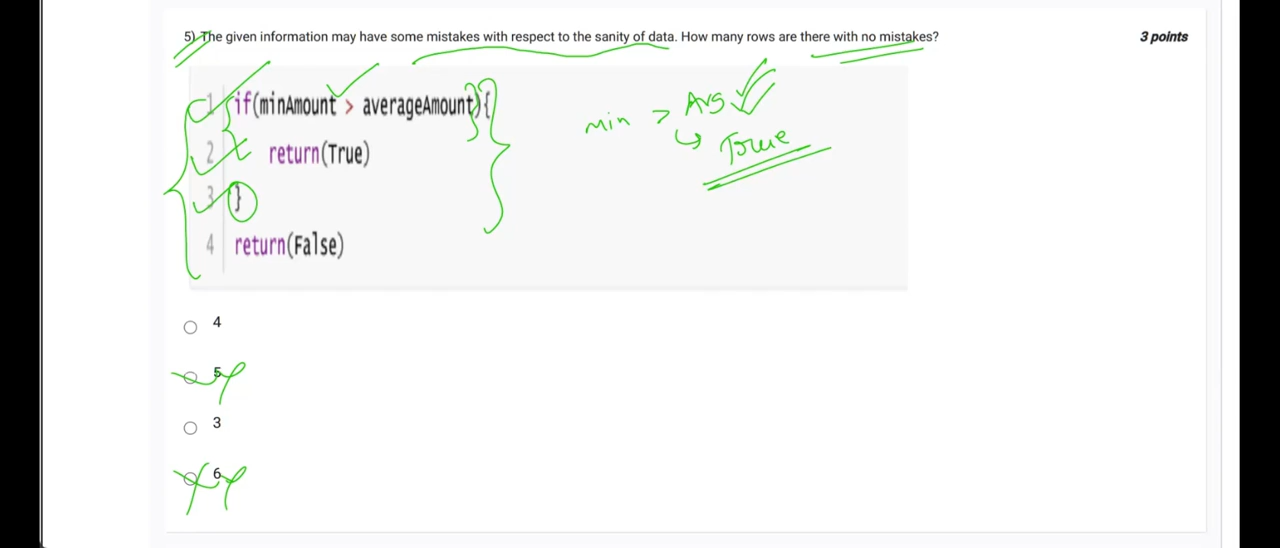 5) The given information may have some mistakes with respect to the sanity of data. How many rows are there with no mistakes?
3 points
1 if(minAmount > averageAmount){
2 return(True)
3 }
4 return(False)
min > Avg
True
4
5
3
6